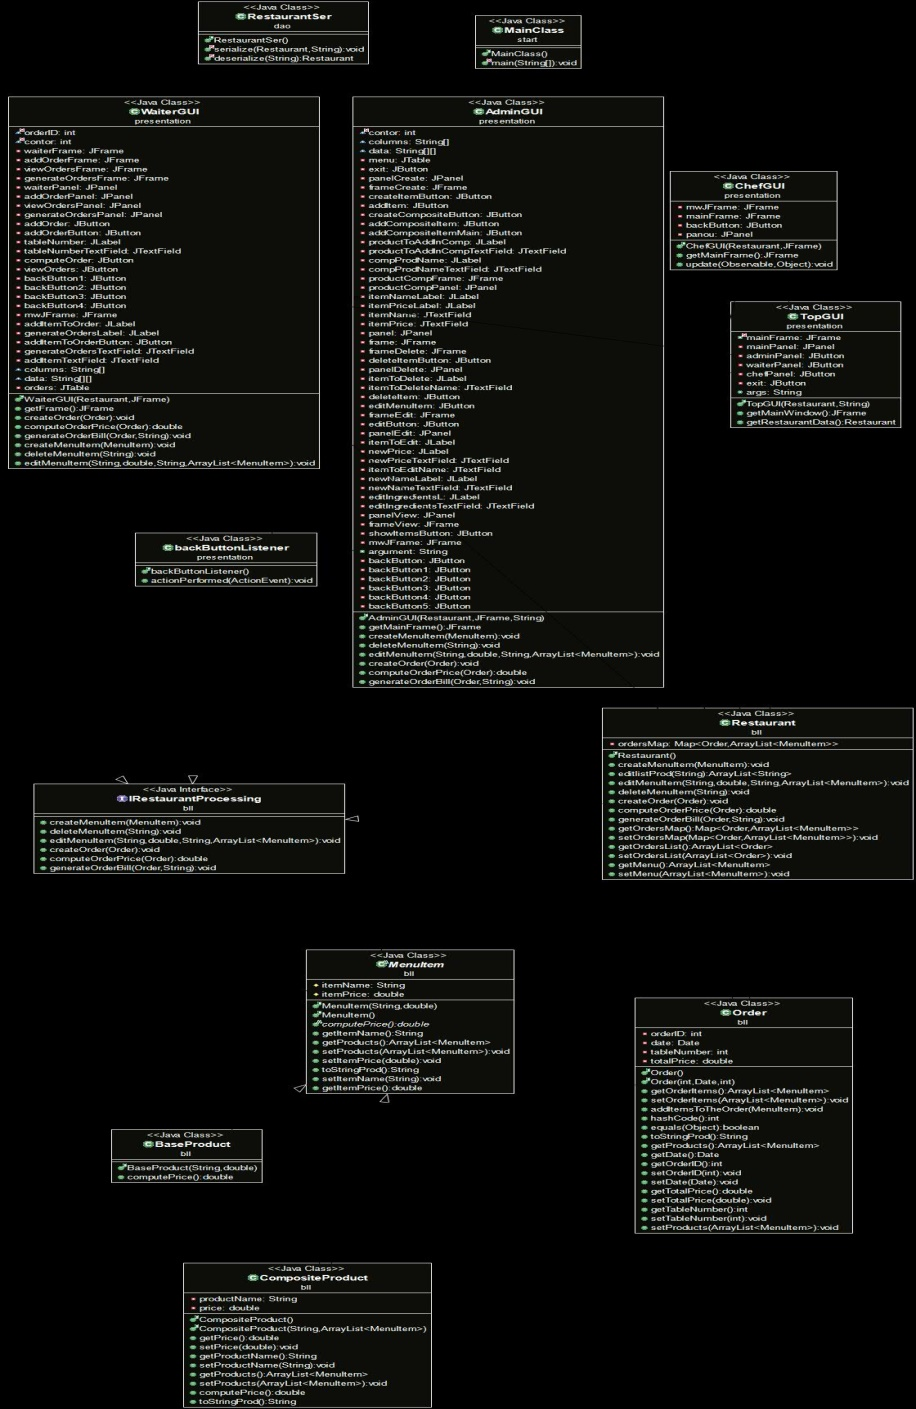 <<Java Class>>
RestaurantSer
dao
RestaurantSer()
serialize(Restaurant,String):void
deserialize(String):Restaurant
<<Java Class>>
MainClass
start
MainClass()
main(String[]):void
<<Java Class>>
WaiterGUI
presentation
orderID: int
contor: int
waiterFrame: JFrame
addOrderFrame: JFrame
viewOrdersFrame: JFrame
generateOrdersFrame: JFrame
waiterPanel: JPanel
addOrderPanel: JPanel
viewOrdersPanel: JPanel
generateOrdersPanel: JPanel
addOrder: JButton
addOrderButton: JButton
tableNumber: JLabel
tableNumberTextField: JTextField
computeOrder: JButton
viewOrders: JButton
backButton1: JButton
backButton2: JButton
backButton3: JButton
backButton4: JButton
mwJFrame: JFrame
addItemToOrder: JLabel
generateOrdersLabel: JLabel
addItemToOrderButton: JButton
generateOrdersTextField: JTextField
addItemTextField: JTextField
columns: String[]
data: String[][]
orders: JTable
WaiterGUI(Restaurant,JFrame)
getFrame():JFrame
createOrder(Order):void
computeOrderPrice(Order):double
generateOrderBill(Order,String):void
createMenuItem(MenuItem):void
deleteMenuItem(String):void
editMenuItem(String,double,String,ArrayList<MenuItem>):void
<<Java Class>>
AdminGUI
presentation
contor: int
columns: String[]
data: String[][]
menu: JTable
exit: JButton
panelCreate: JPanel
frameCreate: JFrame
createItemButton: JButton
addItem: JButton
createCompositeButton: JButton
addCompositeItem: JButton
addCompositeItemMain: JButton
productToAddInComp: JLabel
productToAddInCompTextField: JTextField
compProdName: JLabel
compProdNameTextField: JTextField
productCompFrame: JFrame
productCompPanel: JPanel
itemNameLabel: JLabel
itemPriceLabel: JLabel
itemName: JTextField
itemPrice: JTextField
panel: JPanel
frame: JFrame
frameDelete: JFrame
deleteItemButton: JButton
panelDelete: JPanel
itemToDelete: JLabel
itemToDeleteName: JTextField
deleteItem: JButton
editMenuItem: JButton
frameEdit: JFrame
editButton: JButton
panelEdit: JPanel
itemToEdit: JLabel
newPrice: JLabel
newPriceTextField: JTextField
itemToEditName: JTextField
newNameLabel: JLabel
newNameTextField: JTextField
editIngredientsL: JLabel
editIngredientsTextField: JTextField
panelView: JPanel
frameView: JFrame
showItemsButton: JButton
mwJFrame: JFrame
argument: String
backButton: JButton
backButton1: JButton
backButton2: JButton
backButton3: JButton
backButton4: JButton
backButton5: JButton
AdminGUI(Restaurant,JFrame,String)
getMainFrame():JFrame
createMenuItem(MenuItem):void
deleteMenuItem(String):void
editMenuItem(String,double,String,ArrayList<MenuItem>):void
createOrder(Order):void
computeOrderPrice(Order):double
generateOrderBill(Order,String):void
<<Java Class>>
ChefGUI
presentation
mwJFrame: JFrame
mainFrame: JFrame
backButton: JButton
panou: JPanel
ChefGUI(Restaurant,JFrame)
getMainFrame():JFrame
update(Observable,Object):void
<<Java Class>>
TopGUI
presentation
mainFrame: JFrame
mainPanel: JPanel
adminPanel: JButton
waiterPanel: JButton
chefPanel: JButton
exit: JButton
args: String
TopGUI(Restaurant,String)
getMainWindow():JFrame
getRestaurantData():Restaurant
<<Java Class>>
backButtonListener
presentation
backButtonListener()
actionPerformed(ActionEvent):void
<<Java Class>>
Restaurant
bll
ordersMap: Map<Order,ArrayList<MenuItem>>
Restaurant()
createMenuItem(MenuItem):void
editlistProd(String):ArrayList<String>
editMenuItem(String,double,String,ArrayList<MenuItem>):void
deleteMenuItem(String):void
createOrder(Order):void
computeOrderPrice(Order):double
generateOrderBill(Order,String):void
getOrdersMap():Map<Order,ArrayList<MenuItem>>
setOrdersMap(Map<Order,ArrayList<MenuItem>>):void
getOrdersList():ArrayList<Order>
setOrdersList(ArrayList<Order>):void
getMenu():ArrayList<MenuItem>
setMenu(ArrayList<MenuItem>):void
<<Java Interface>>
IRestaurantProcessing
bll
createMenuItem(MenuItem):void
deleteMenuItem(String):void
editMenuItem(String,double,String,ArrayList<MenuItem>):void
createOrder(Order):void
computeOrderPrice(Order):double
generateOrderBill(Order,String):void
<<Java Class>>
MenuItem
bll
itemName: String
itemPrice: double
MenuItem(String,double)
MenuItem()
computePrice():double
getItemName():String
getProducts():ArrayList<MenuItem>
setProducts(ArrayList<MenuItem>):void
setItemPrice(double):void
toStringProd():String
setItemName(String):void
getItemPrice():double
<<Java Class>>
Order
bll
orderID: int
date: Date
tableNumber: int
totalPrice: double
Order()
Order(int,Date,int)
getOrderItems():ArrayList<MenuItem>
setOrderItems(ArrayList<MenuItem>):void
addItemsToTheOrder(MenuItem):void
hashCode():int
equals(Object):boolean
toStringProd():String
getProducts():ArrayList<MenuItem>
getDate():Date
getOrderID():int
setOrderID(int):void
setDate(Date):void
getTotalPrice():double
setTotalPrice(double):void
getTableNumber():int
setTableNumber(int):void
setProducts(ArrayList<MenuItem>):void
<<Java Class>>
BaseProduct
bll
BaseProduct(String,double)
computePrice():double
<<Java Class>>
CompositeProduct
bll
productName: String
price: double
CompositeProduct()
CompositeProduct(String,ArrayList<MenuItem>)
getPrice():double
setPrice(double):void
getProductName():String
setProductName(String):void
getProducts():ArrayList<MenuItem>
setProducts(ArrayList<MenuItem>):void
computePrice():double
toStringProd():String